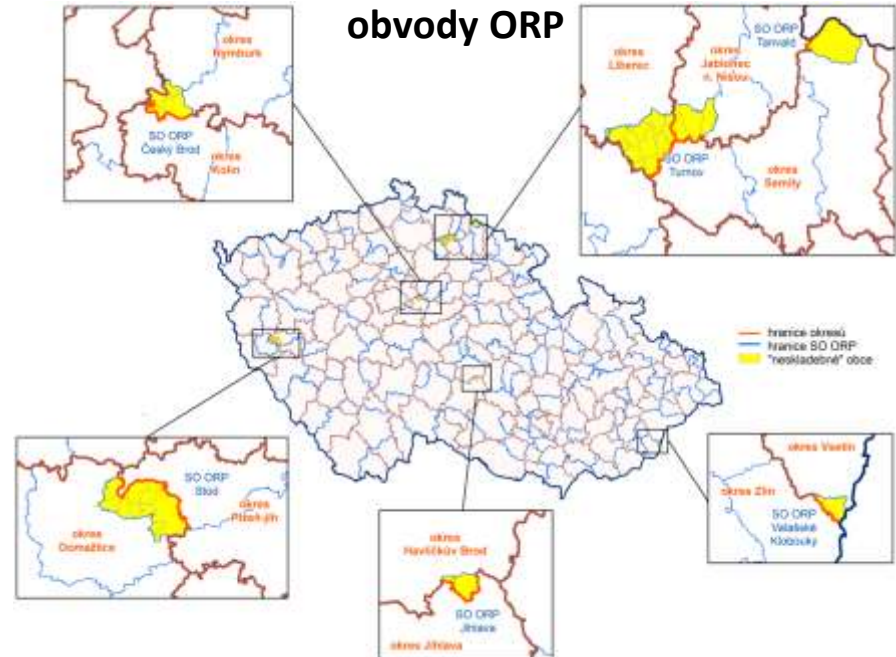 obvody ORP
okres
Nymburk
SO ORP
Český Brod
okres
Kolín
SO ORP
Tanvald
okres
Liberec
okres
Jablonec
n. Nisou
SO ORP
Turnov
okres
Semily
hranice okresů
hranice SO ORP
"neskladebné" obce
SO ORP
Stod
okres
Plzeň-jih
okres
Domažlice
okres
Havlíčkův Brod
SO ORP
Jihlava
okres Jihlava
okres Vsetín
okres Zlín
SO ORP
Valašské
Klobouky